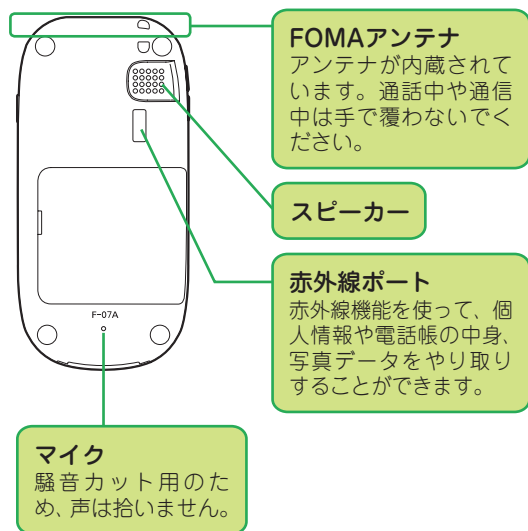 FOMAアンテナ
アンテナが内蔵されて
います。通話中や通信
中は手で覆わないでく
ださい。
スピーカー
赤外線ポート
赤外線機能を使って、個
人情報や電話帳の中身、
写真データをやり取り
することができます。
F-07A
マイク
騒音カット用のた
め、声は拾いません。